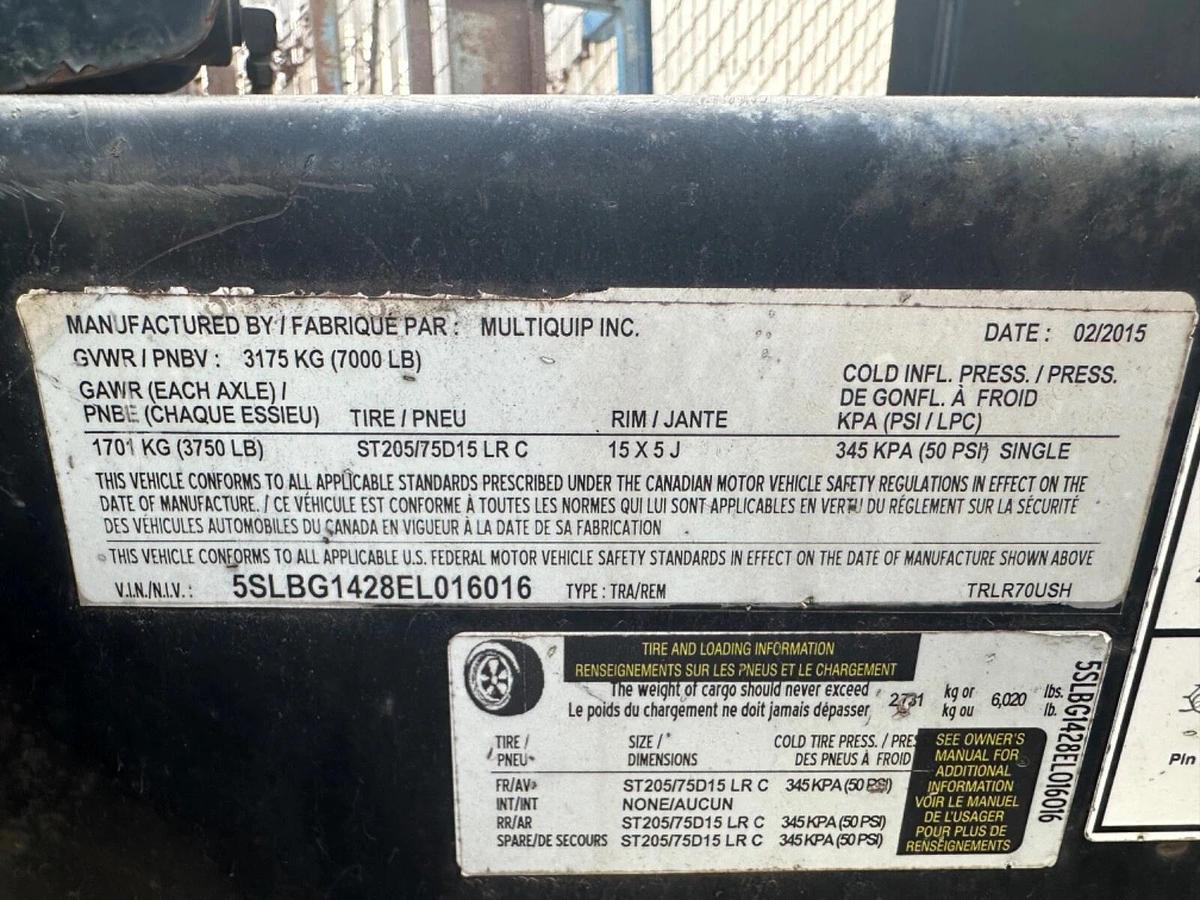 MANUFACTURED BY / FABRIQUÉ PAR : MULTIQUIP INC. DATE : 02/2015
GVWR / PNBV : 3175 KG (7000 LB)
GAWR (EACH AXLE) / COLD INFL. PRESS. / PRESS.
DE GONFL. À FROID
PNBE (CHAQUE ESSIEU) TIRE / PNEU RIM / JANTE KPA (PSI / LPC)
1701 KG (3750 LB) ST205/75D15 LR C 15 X 5 J 345 KPA (50 PSI) SINGLE
THIS VEHICLE CONFORMS TO ALL APPLICABLE STANDARDS PRESCRIBED UNDER THE CANADIAN MOTOR VEHICLE SAFETY REGULATIONS IN EFFECT ON THE
DATE OF MANUFACTURE. / CE VÉHICULE EST CONFORME À TOUTES LES NORMES QUI LUI SONT APPLICABLES EN VERTU DU RÉGLEMENT SUR LA SÉCURITÉ
DES VÉHICULES AUTOMOBILES DU CANADA EN VIGUEUR À LA DATE DE SA FABRICATION
THIS VEHICLE CONFORMS TO ALL APPLICABLE U.S. FEDERAL MOTOR VEHICLE SAFETY STANDARDS IN EFFECT ON THE DATE OF MANUFACTURE SHOWN ABOVE
V.I.N./N.I.V.: 5SLBG1428EL016016 TYPE : TRA/REM TRLR70USH
TIRE AND LOADING INFORMATION
RENSEIGNEMENTS SUR LES PNEUS ET LE CHARGEMENT
The weight of cargo should never exceed 2,731 kg or 6,020 lbs.
Le poids du chargement ne doit jamais dépasser kg ou lb.
TIRE / SIZE / COLD TIRE PRESS. / PRES
PNEU DIMENSIONS DES PNEUS À FROID
FR/AV ST205/75D15 LR C 345 KPA (50 PSI)
INT/INT NONE/AUCUN
RR/AR ST205/75D15 LR C 345 KPA (50 PSI)
SPARE/DE SECOURS ST205/75D15 LR C 345 KPA (50 PSI)
SEE OWNER'S
MANUAL FOR
ADDITIONAL
INFORMATION
VOIR LE MANUEL
DE L'USAGER
POUR PLUS DE
RENSEIGNEMENTS
5SLBG1428EL016016
Pin